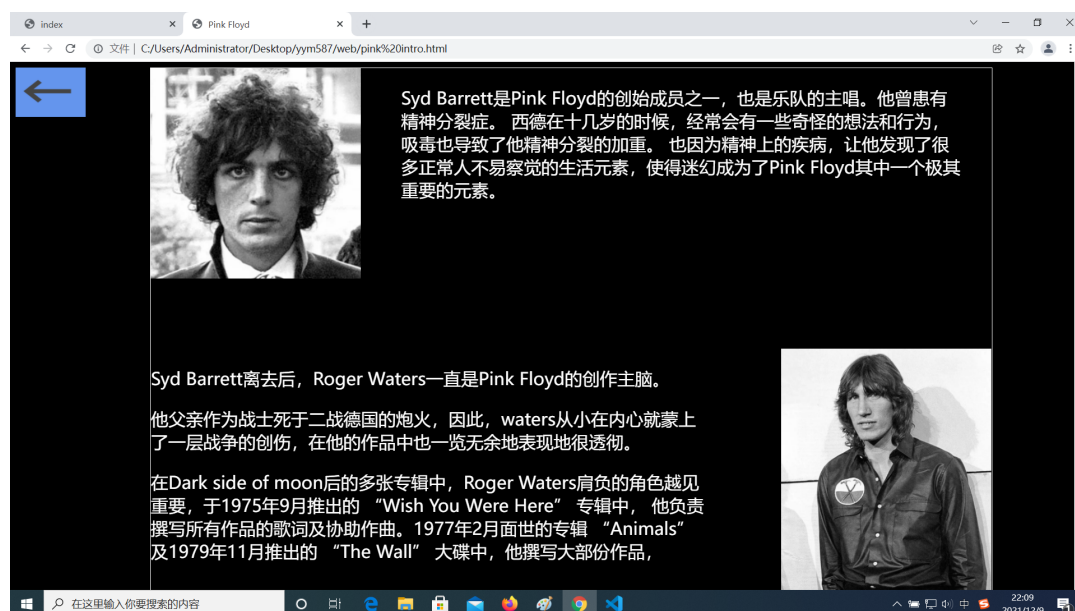 index
Pink Floyd
文件 | C:/Users/Administrator/Desktop/yym587/web/pink%20intro.html
Syd Barrett是Pink Floyd的创始成员之一，也是乐队的主唱。他曾患有
精神分裂症。 西德在十几岁的时候，经常会有一些奇怪的想法和行为，
吸毒也导致了他精神分裂的加重。 也因为精神上的疾病，让他发现了很
多正常人不易察觉的生活元素，使得迷幻成为了Pink Floyd其中一个极其
重要的元素。
Syd Barrett离去后，Roger Waters一直是Pink Floyd的创作主脑。
他父亲作为战士死于二战德国的炮火，因此，waters从小在内心就蒙上
了一层战争的创伤，在他的作品中也一览无余地表现地很透彻。
在Dark side of moon后的多张专辑中，Roger Waters肩负的角色越见
重要，于1975年9月推出的 “Wish You Were Here” 专辑中， 他负责
撰写所有作品的歌词及协助作曲。1977年2月面世的专辑 “Animals”
及1979年11月推出的 “The Wall” 大碟中，他撰写大部份作品，
在这里输入你要搜索的内容
中
22:09